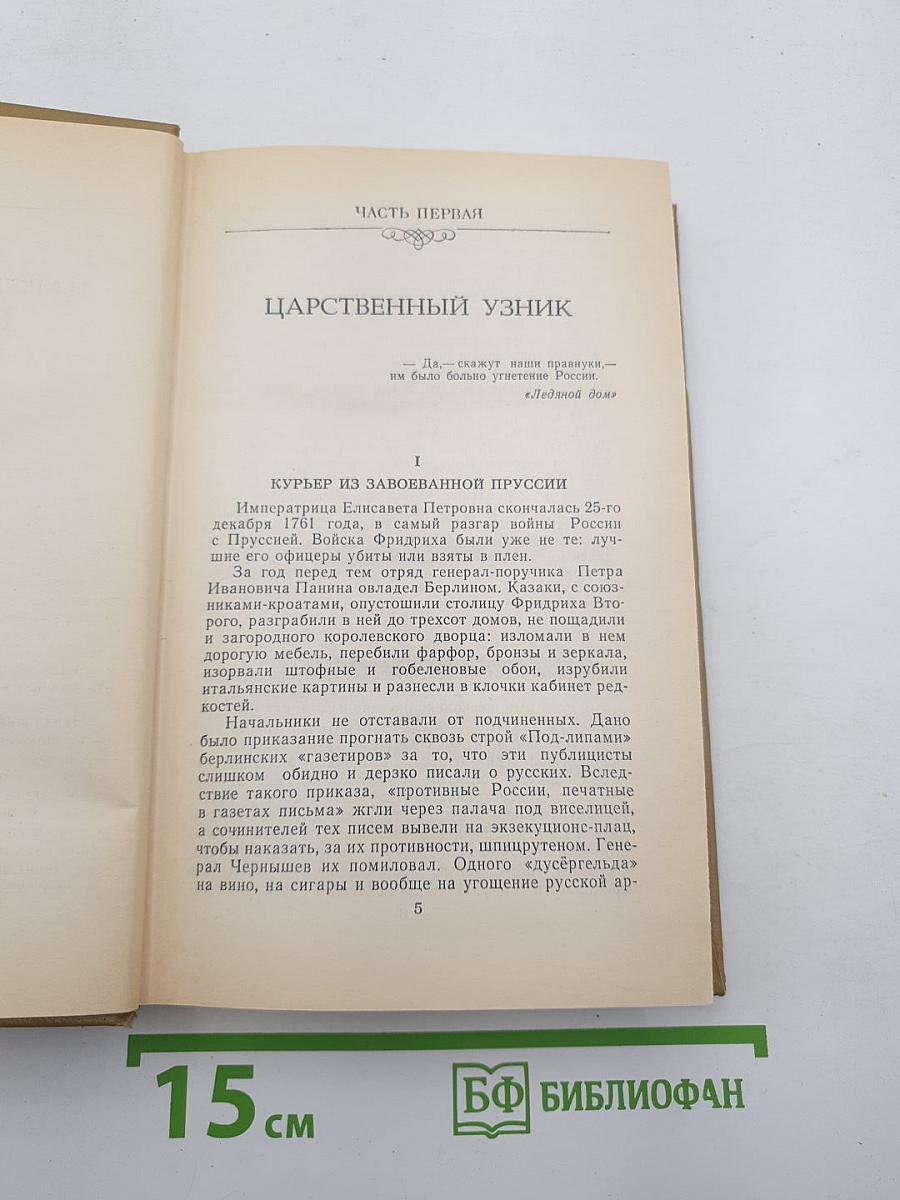 ЧАСТЬ ПЕРВАЯ
ЦАРСТВЕННЫЙ УЗНИК
— Да,— скажут наши правнуки,—
им было больно угнетение России.
«Ледяной дом»
I
КУРЬЕР ИЗ ЗАВОЕВАННОЙ ПРУССИИ
Императрица Елисавета Петровна скончалась 25-го
декабря 1761 года, в самый разгар войны России
с Пруссией. Войска Фридриха были уже не те: луч-
шие его офицеры убиты или взяты в плен.
За год перед тем отряд генерал-поручика Петра
Ивановича Панина овладел Берлином. Казаки, с союз-
никами-кроатами, опустошили столицу Фридриха Вто-
рого, разграбили в ней до трехсот домов, не пощадили
и загородного королевского дворца: изломали в нем
дорогую мебель, перебили фарфор, бронзы и зеркала,
изорвали штофные и гобеленовые обои, изрубили
итальянские картины и разнесли в клочки кабинет ред-
костей.
Начальники не отставали от подчиненных. Дано
было приказание прогнать сквозь строй «Под-липами»
берлинских «газетиров» за то, что эти публицисты
слишком обидно и дерзко писали о русских. Вслед-
ствие такого приказа, «противные России, печатные
в газетах письма» жгли через палача под виселицей,
а сочинителей тех писем вывели на экзекуционс-плац,
чтобы наказать, за их противности, шпицрутеном. Гене-
рал Чернышев их помиловал. Одного «дусёргельда»
на вино, на сигары и вообще на угощение русской ар-
5
15 см
БФ БИБЛИОФАН